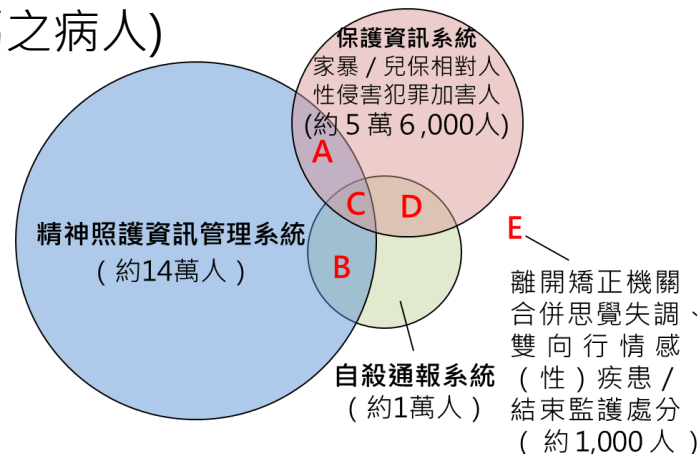 之病人)
保護資訊系統
家暴 / 兒保相對人
性侵害犯罪加害人
(約 5 萬 6,000人)
A
C
D
B
E
精神照護資訊管理系統
( 約14萬人 )
自殺通報系統
( 約1萬人 )
離開矯正機關
合併思覺失調、
雙向行情感
( 性 ) 疾患 /
結束監護處分
( 約 1,000 人 )